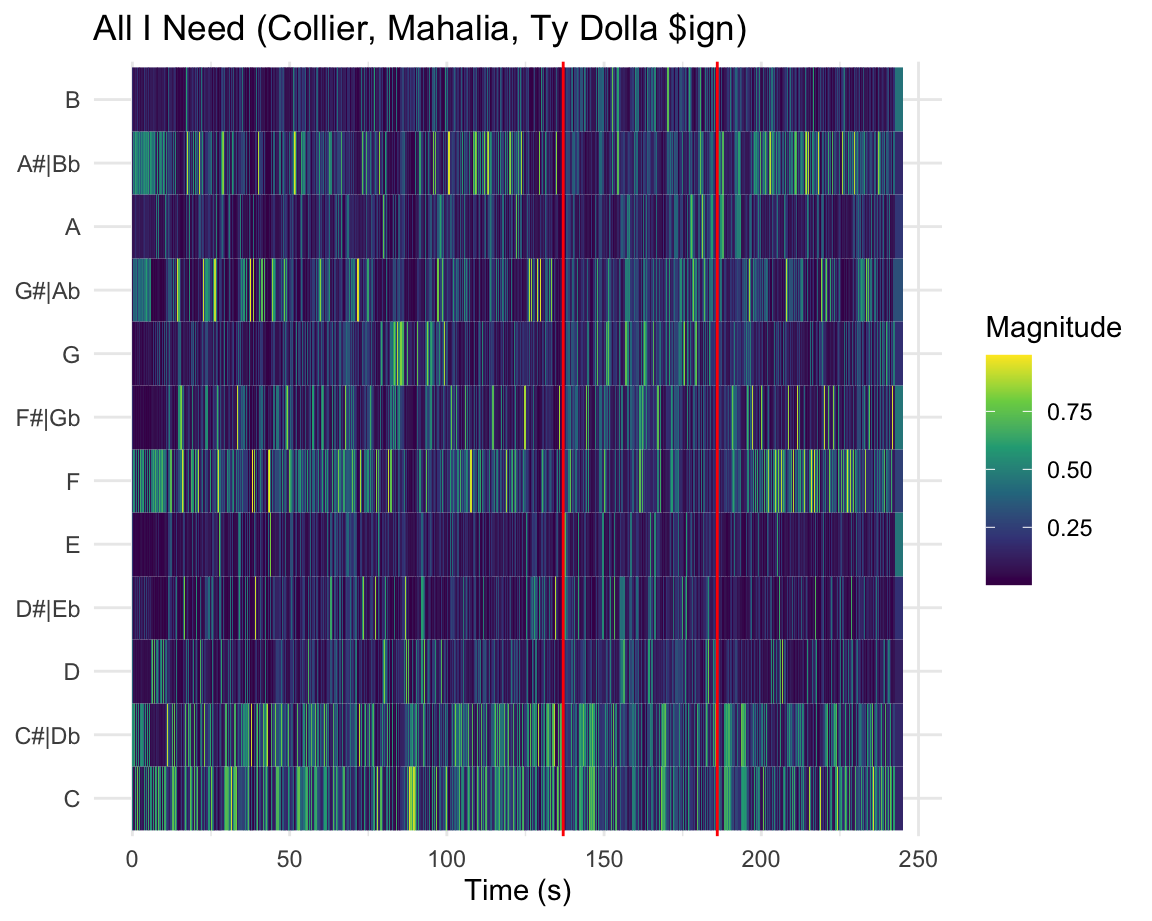 All I Need (Collier, Mahalia, Ty Dolla $ign)
B
A#|Bb
A
G#|Ab
G
F#|Gb
F
E
D#|Eb
D
C#|Db
C
0 50 100 150 200 250
Time (s)
Magnitude
0.75
0.50
0.25